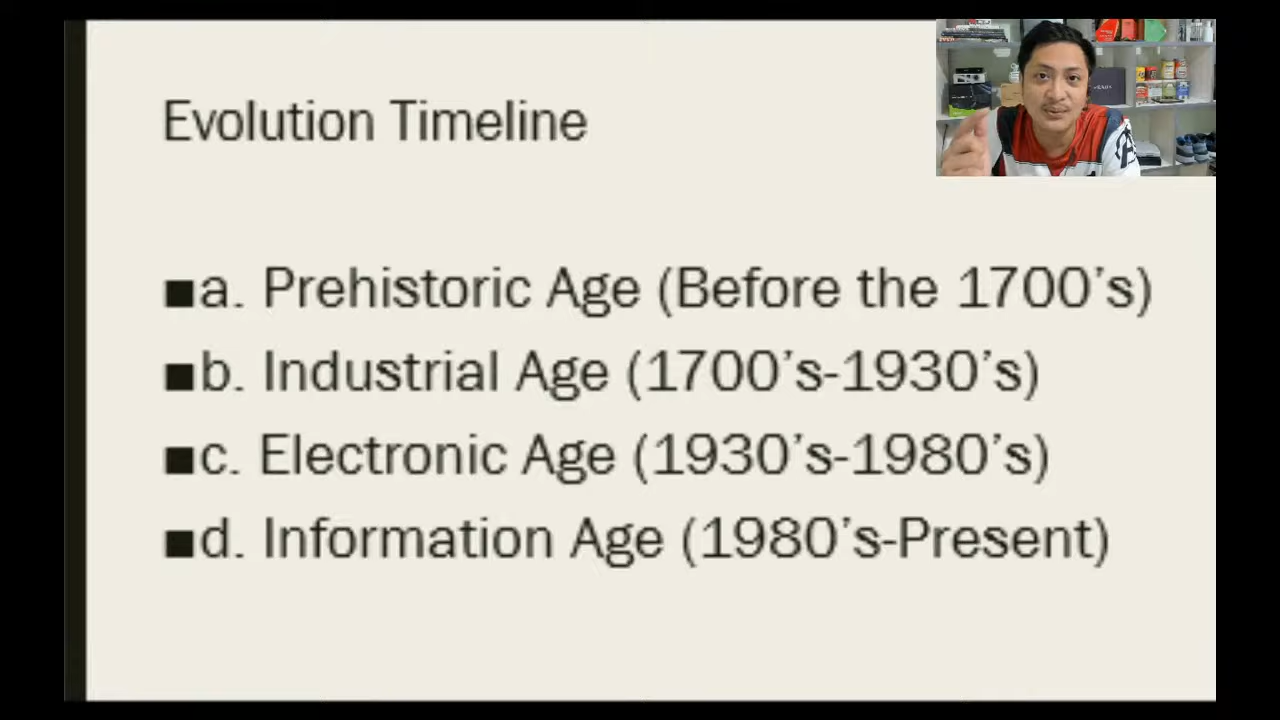 Evolution Timeline
■a. Prehistoric Age (Before the 1700's)
■b. Industrial Age (1700's-1930's)
■c. Electronic Age (1930's-1980's)
■d. Information Age (1980's-Present)